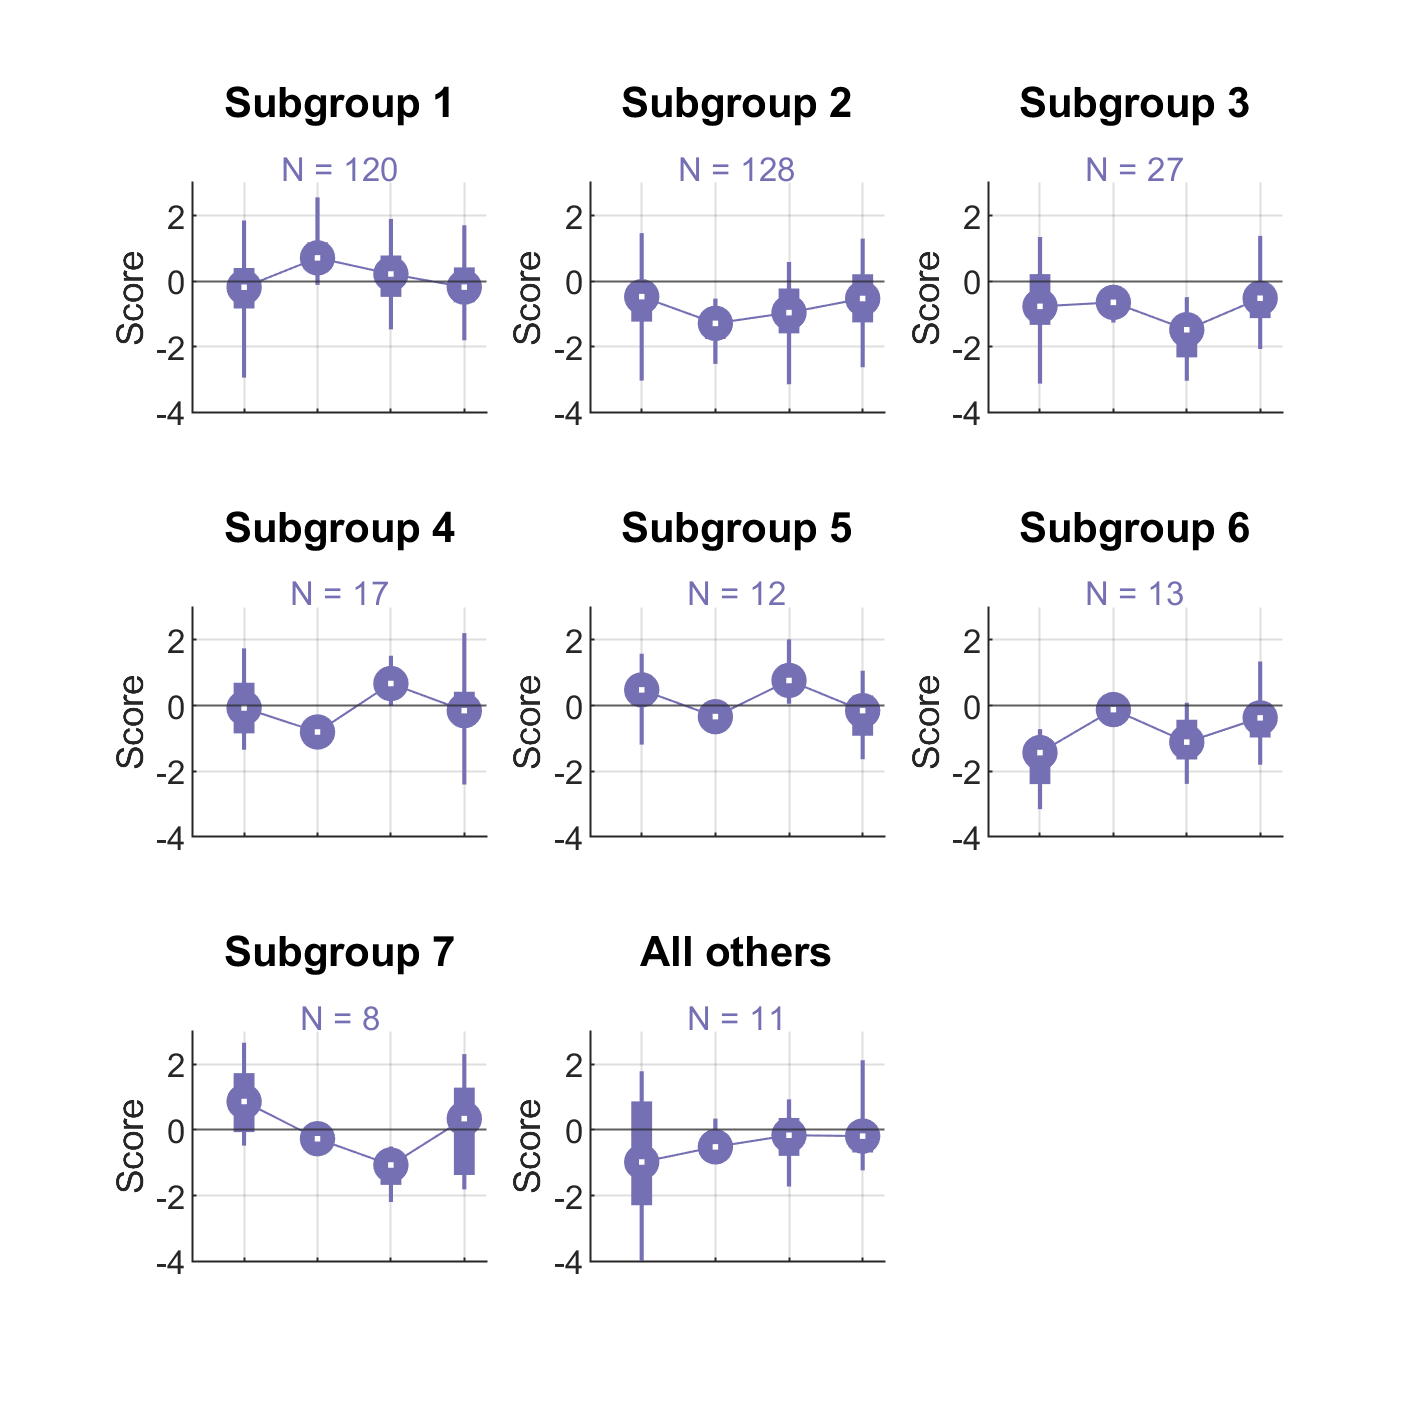 Subgroup 1
N = 120
Score
2
0
-2
-4
Subgroup 2
N = 128
Score
2
0
-2
-4
Subgroup 3
N = 27
Score
2
0
-2
-4
Subgroup 4
N = 17
Score
2
0
-2
-4
Subgroup 5
N = 12
Score
2
0
-2
-4
Subgroup 6
N = 13
Score
2
0
-2
-4
Subgroup 7
N = 8
Score
2
0
-2
-4
All others
N = 11
Score
2
0
-2
-4